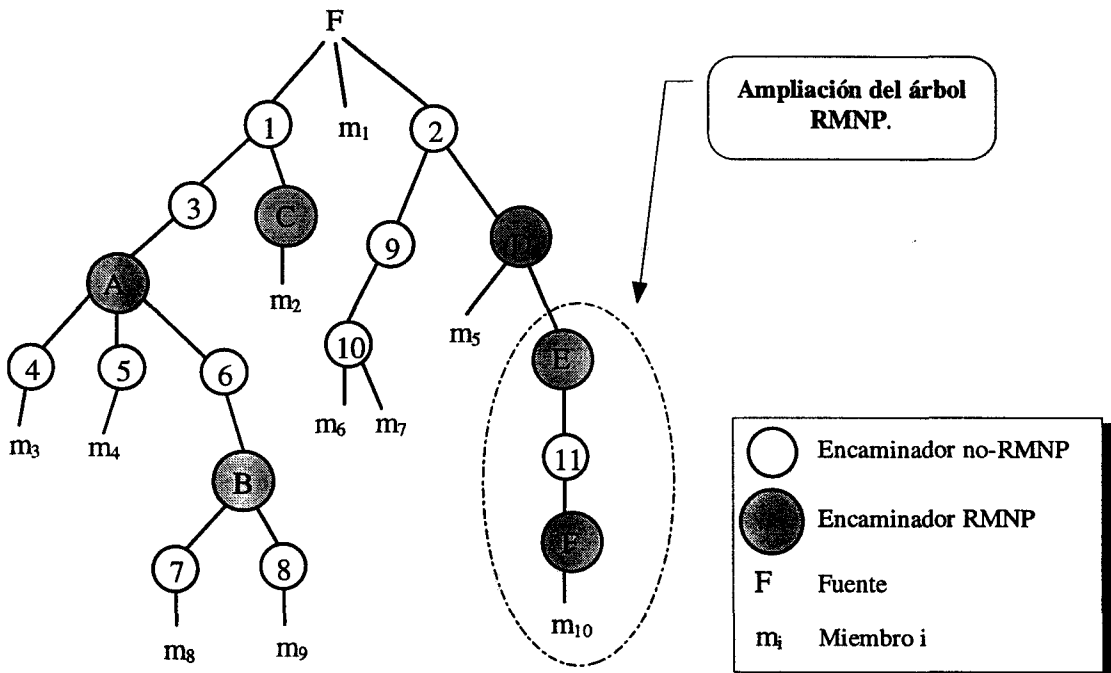 F
Ampliación del árbol
RMNP.
1
m1
2
3
C
9
A
m2
m5
10
E
4
5
6
m3
m4
m6
m7
11
B
F
7
8
m8
m9
m10
Encaminador no-RMNP
Encaminador RMNP
F Fuente
mi Miembro i